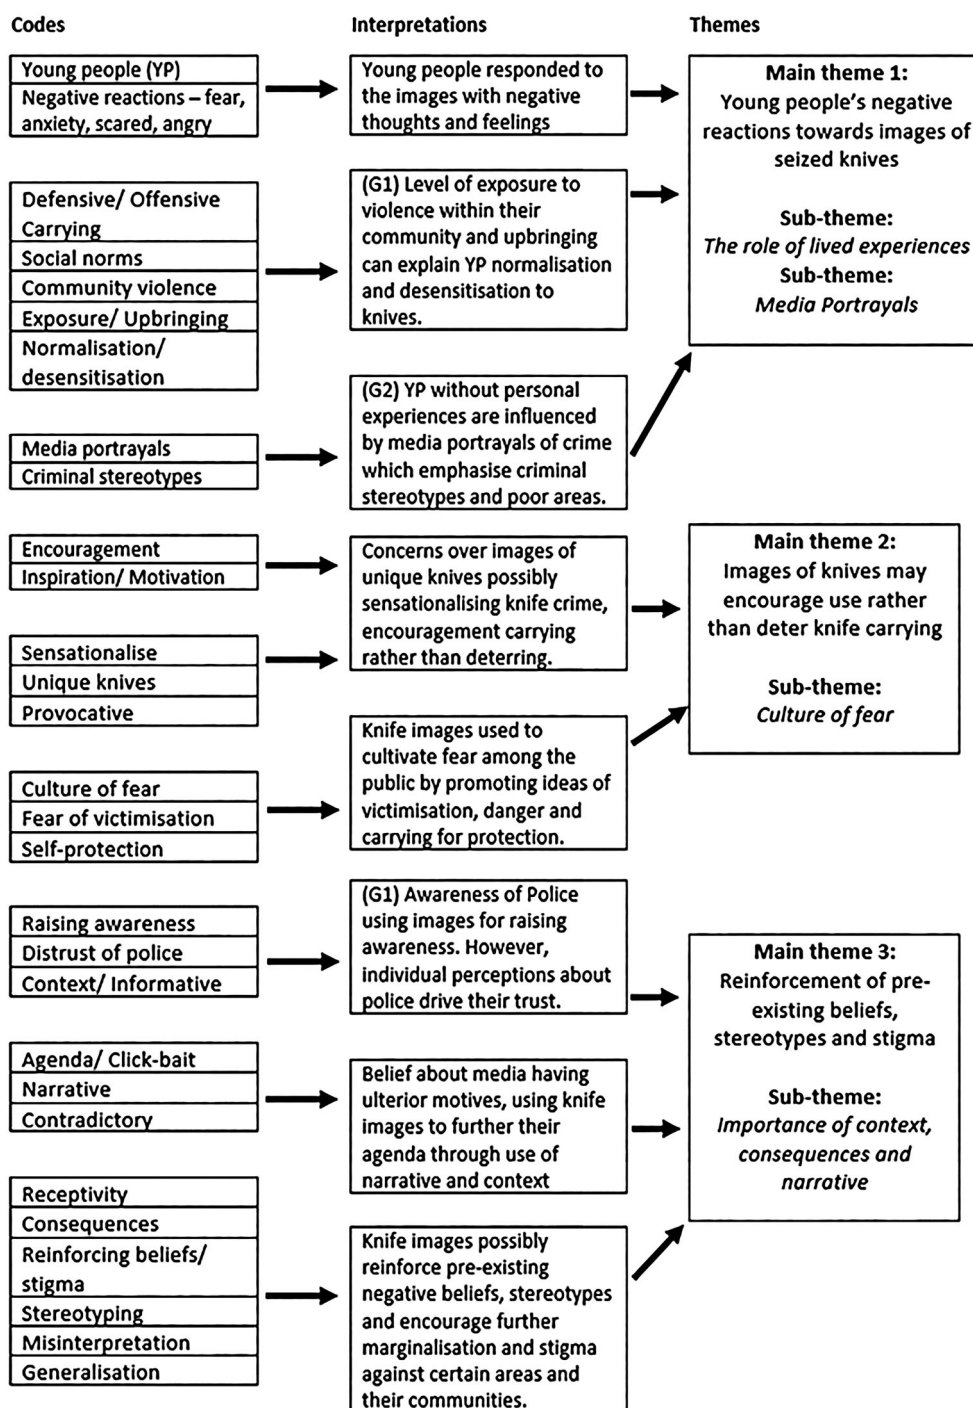 Codes
Interpretations
Themes
Young people (YP)
Negative reactions – fear,
anxiety, scared, angry
Young people responded to
the images with negative
thoughts and feelings
Main theme 1:
Young people's negative
reactions towards images of
seized knives
Sub-theme:
The role of lived experiences
Sub-theme:
Media Portrayals
Defensive/ Offensive
Carrying
Social norms
Community violence
Exposure/ Upbringing
Normalisation/
desensitisation
(G1) Level of exposure to
violence within their
community and upbringing
can explain YP normalisation
and desensitisation to
knives.
Media portrayals
Criminal stereotypes
(G2) YP without personal
experiences are influenced
by media portrayals of crime
which emphasise criminal
stereotypes and poor areas.
Encouragement
Inspiration/ Motivation
Sensationalise
Unique knives
Provocative
Concerns over images of
unique knives possibly
sensationalising knife crime,
encouragement carrying
rather than deterring.
Main theme 2:
Images of knives may
encourage use rather
than deter knife carrying
Sub-theme:
Culture of fear
Culture of fear
Fear of victimisation
Self-protection
Knife images used to
cultivate fear among the
public by promoting ideas of
victimisation, danger and
carrying for protection.
Raising awareness
Distrust of police
Context/ Informative
(G1) Awareness of Police
using images for raising
awareness. However,
individual perceptions about
police drive their trust.
Main theme 3:
Reinforcement of pre-
existing beliefs,
stereotypes and stigma
Sub-theme:
Importance of context,
consequences and
narrative
Agenda/ Click-bait
Narrative
Contradictory
Belief about media having
ulterior motives, using knife
images to further their
agenda through use of
narrative and context
Receptivity
Consequences
Reinforcing beliefs/
stigma
Stereotyping
Misinterpretation
Generalisation
Knife images possibly
reinforce pre-existing
negative beliefs, stereotypes
and encourage further
marginalisation and stigma
against certain areas and
their communities.